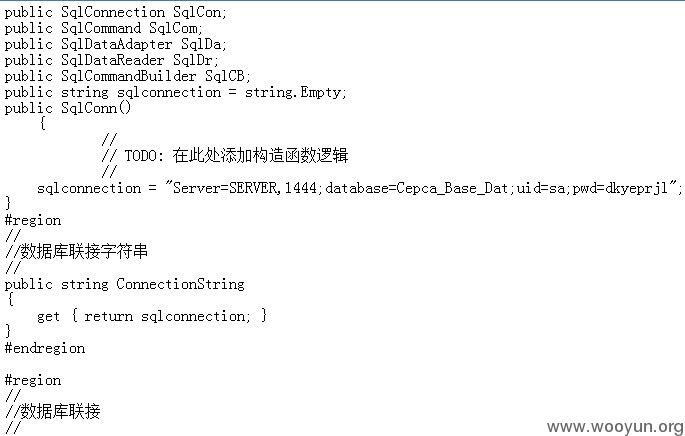 public SqlConnection SqlCon;
public SqlCommand SqlCom;
public SqlDataAdapter SqlDa;
public SqlDataReader SqlDr;
public SqlCommandBuilder SqlCB;
public string sqlconnection = string.Empty;
public SqlConn()
{
//
// TODO: 在此处添加构造函数逻辑
//
sqlconnection = "Server=SERVER,1444;database=Cepca_Base_Dat;uid=sa;pwd=dkyeprjl";
}
#region
//
//数据库联接字符串
//
public string ConnectionString
{
get { return sqlconnection; }
}
#endregion
#region
//
//数据库联接
//
www.wooyun.org